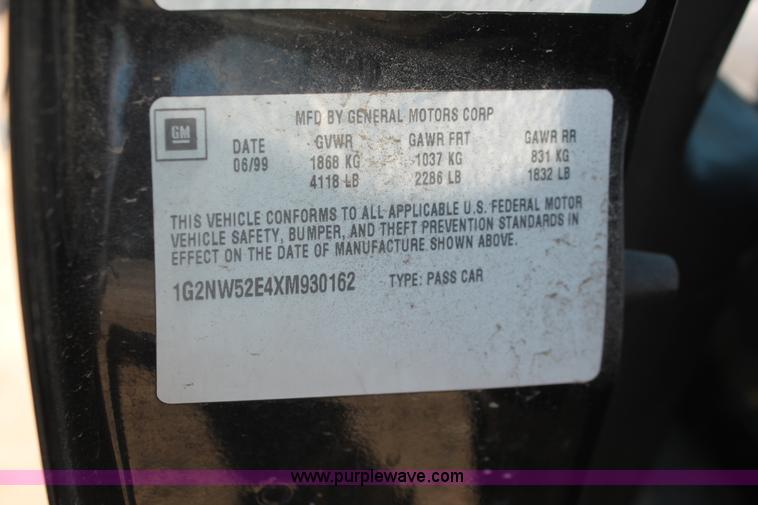 GM
MFD BY GENERAL MOTORS CORP
DATE GVWR GAWR FRT GAWR RR
06/99 1868 KG 1037 KG 831 KG
4118 LB 2286 LB 1832 LB
THIS VEHICLE CONFORMS TO ALL APPLICABLE U.S. FEDERAL MOTOR
VEHICLE SAFETY, BUMPER, AND THEFT PREVENTION STANDARDS IN
EFFECT ON THE DATE OF MANUFACTURE SHOWN ABOVE.
1G2NW52E4XM930162 TYPE: PASS CAR
www.purplewave.com